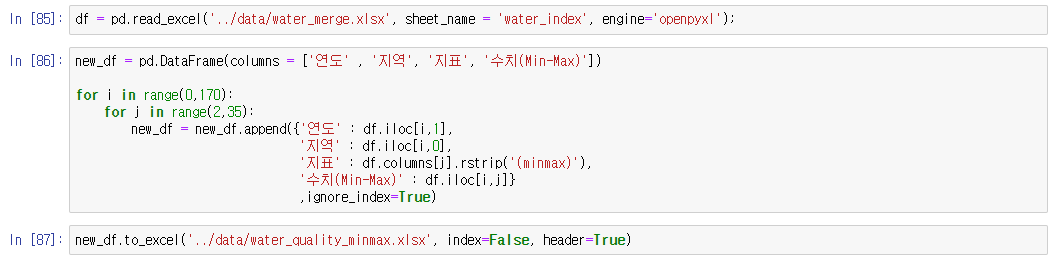 In [85]: df = pd.read_excel('../data/water_merge.xlsx', sheet_name = 'water_index', engine='openpyxl');
In [86]: new_df = pd.DataFrame(columns = ['연도' , '지역', '지표', '수치(Min-Max)'])
for i in range(0,170):
for j in range(2,35):
new_df = new_df.append({'연도' : df.iloc[i,1],
'지역' : df.iloc[i,0],
'지표' : df.columns[j].rstrip('(minmax)'),
'수치(Min-Max)' : df.iloc[i,j]}
,ignore_index=True)
In [87]: new_df.to_excel('../data/water_quality_minmax.xlsx', index=False, header=True)